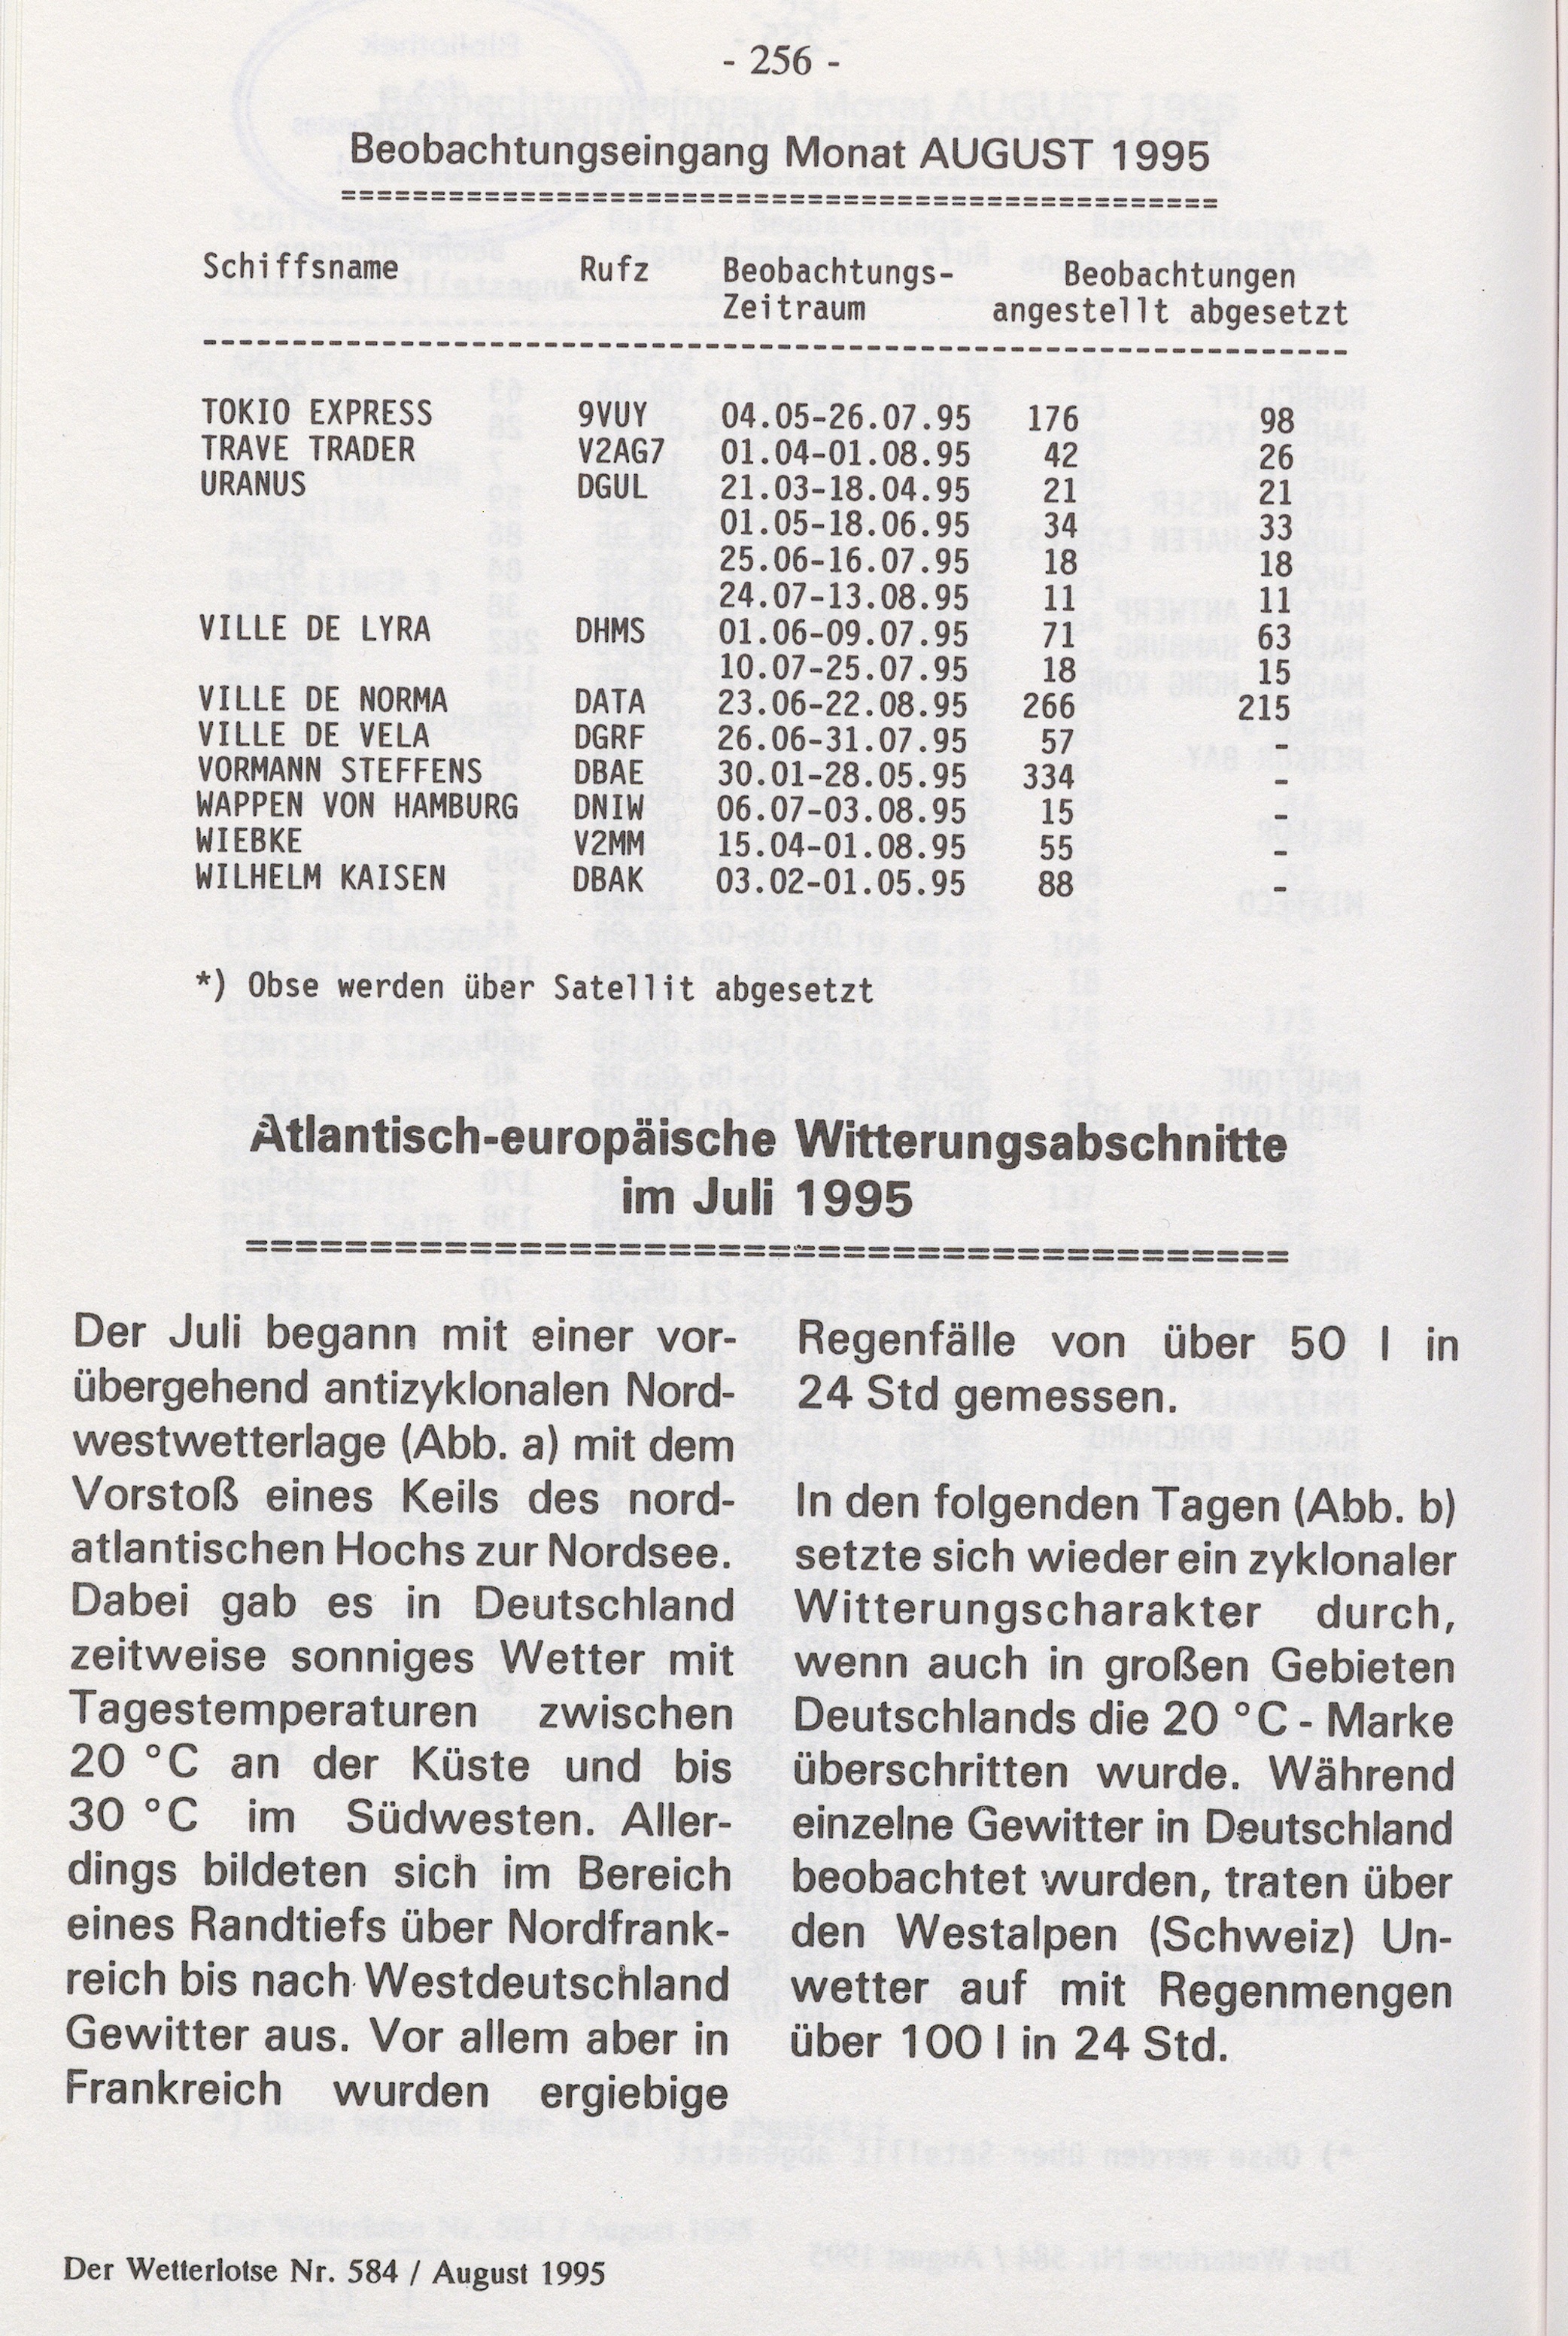 - 256 -
Beobachtungseingang Monat AUGUST 1995
=================================================
Schiffsname Rufz Beobachtungs- Beobachtungen
Zeitraum angestellt abgesetzt
----------------------------------------------------------------
TOKIO EXPRESS 9VUY 04.05-26.07.95 176 98
TRAVE TRADER V2AG7 01.04-01.08.95 42 26
URANUS DGUL 21.03-18.04.95 21 21
01.05-18.06.95 34 33
25.06-16.07.95 18 18
24.07-13.08.95 11 11
VILLE DE LYRA DHMS 01.06-09.07.95 71 63
10.07-25.07.95 18 15
VILLE DE NORMA DATA 23.06-22.08.95 266 215
VILLE DE VELA DGRF 26.06-31.07.95 57 -
VORMANN STEFFENS DBAE 30.01-28.05.95 334 -
WAPPEN VON HAMBURG DNIW 06.07-03.08.95 15 -
WIEBKE V2MM 15.04-01.08.95 55 -
WILHELM KAISEN DBAK 03.02-01.05.95 88 -
*) Obse werden über Satellit abgesetzt
Atlantisch-europäische Witterungsabschnitte
im Juli 1995
==========================================
Der Juli begann mit einer vor-
übergehend antizyklonalen Nord-
westwetterlage (Abb. a) mit dem
Vorstoß eines Keils des nord-
atlantischen Hochs zur Nordsee.
Dabei gab es in Deutschland
zeitweise sonniges Wetter mit
Tagestemperaturen zwischen
20 °C an der Küste und bis
30 °C im Südwesten. Aller-
dings bildeten sich im Bereich
eines Randtiefs über Nordfrank-
reich bis nach Westdeutschland
Gewitter aus. Vor allem aber in
Frankreich wurden ergiebige
Regenfälle von über 50 l in
24 Std gemessen.
In den folgenden Tagen (Abb. b)
setzte sich wieder ein zyklonaler
Witterungscharakter durch,
wenn auch in großen Gebieten
Deutschlands die 20 °C - Marke
überschritten wurde. Während
einzelne Gewitter in Deutschland
beobachtet wurden, traten über
den Westalpen (Schweiz) Un-
wetter auf mit Regenmengen
über 100 l in 24 Std.
Der Wetterlotse Nr. 584 / August 1995